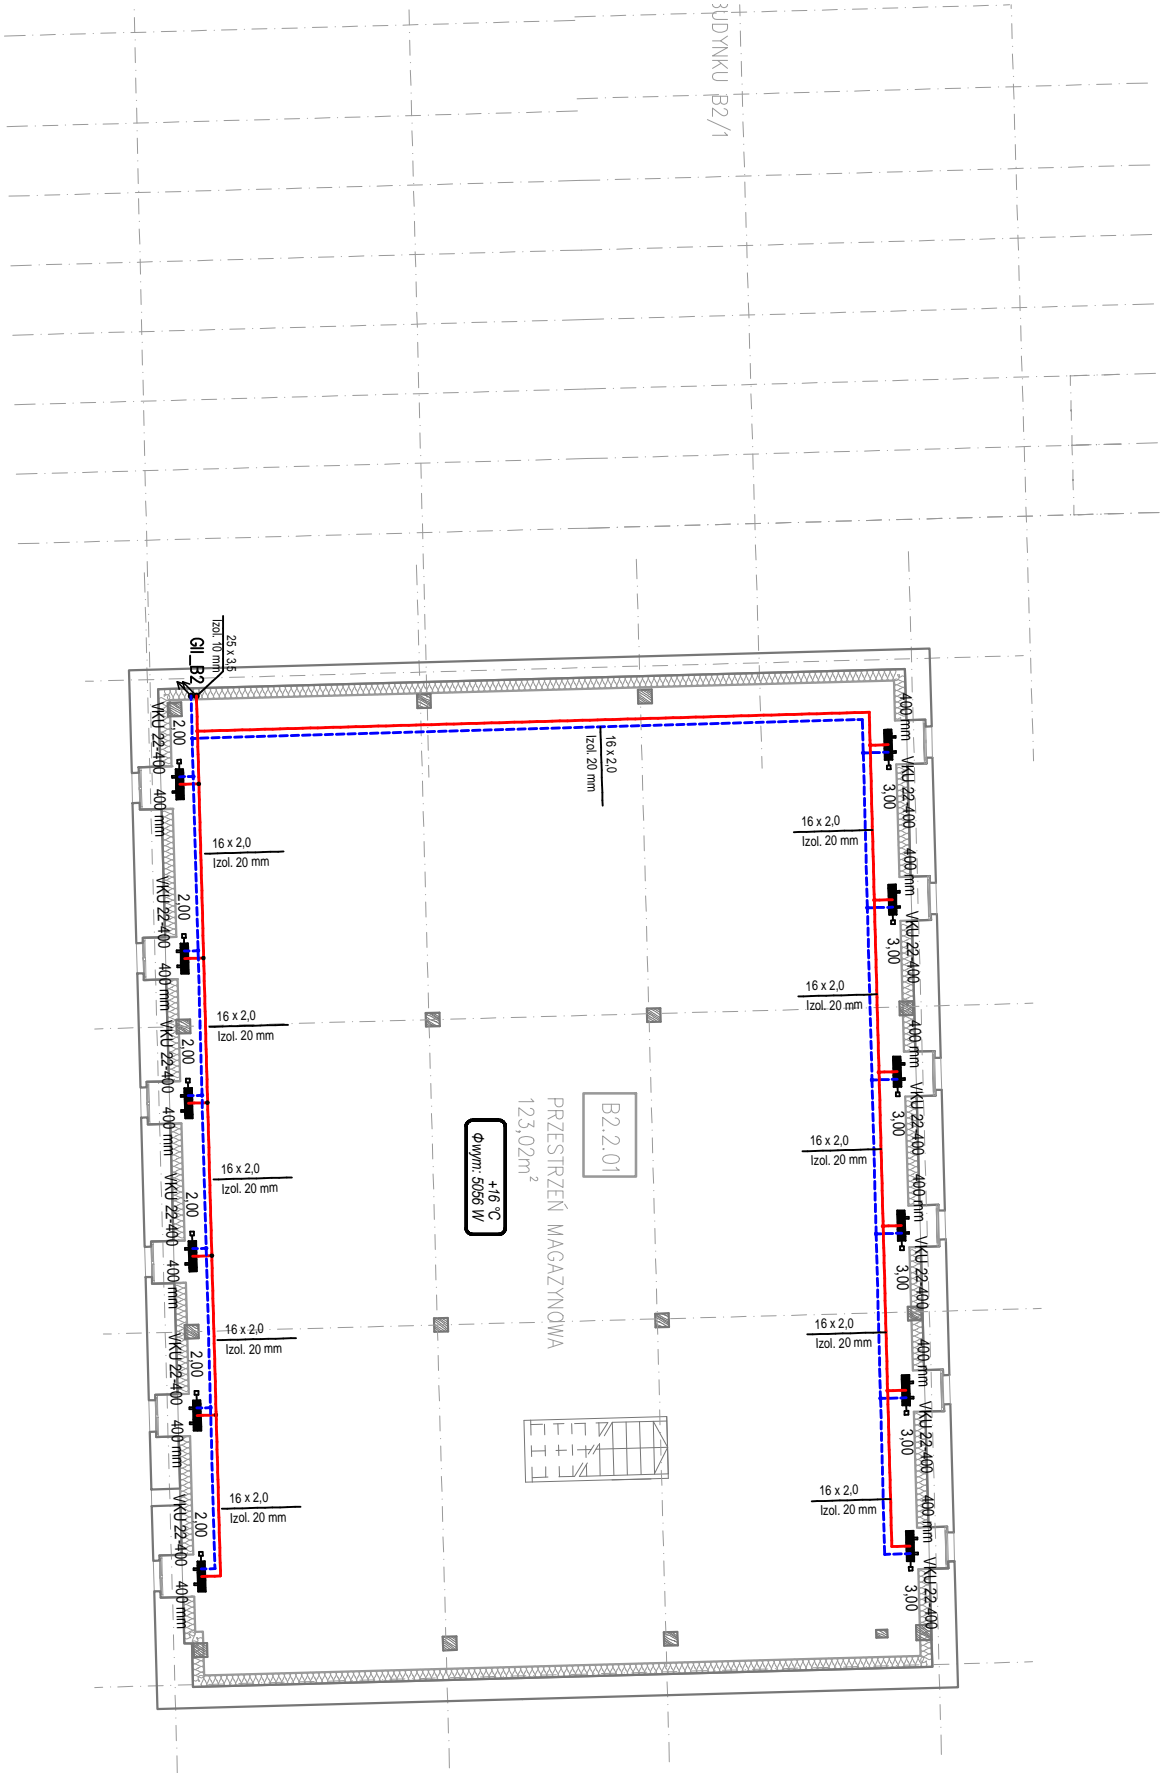 BUDYNKU B2/1
25 x 3,5
Izol. 10 mm
GII_B2
16 x 2,0
Izol. 20 mm
VKU 22-400
400 mm
2,00
VKU 22-400
400 mm
2,00
VKU 22-400
400 mm
2,00
VKU 22-400
400 mm
2,00
VKU 22-400
400 mm
2,00
VKU 22-400
400 mm
2,00
16 x 2,0
Izol. 20 mm
16 x 2,0
Izol. 20 mm
16 x 2,0
Izol. 20 mm
16 x 2,0
Izol. 20 mm
16 x 2,0
Izol. 20 mm
B2.2.01
PRZESTRZEŃ MAGAZYNOWA
123,02m²
+16 °C
Φwym: 5056 W
16 x 2,0
Izol. 20 mm
16 x 2,0
Izol. 20 mm
16 x 2,0
Izol. 20 mm
16 x 2,0
Izol. 20 mm
16 x 2,0
Izol. 20 mm
400 mm
VKU 22-400
3,00
400 mm
VKU 22-400
3,00
400 mm
VKU 22-400
3,00
400 mm
VKU 22-400
3,00
400 mm
VKU 22-400
3,00
400 mm
VKU 22-400
3,00